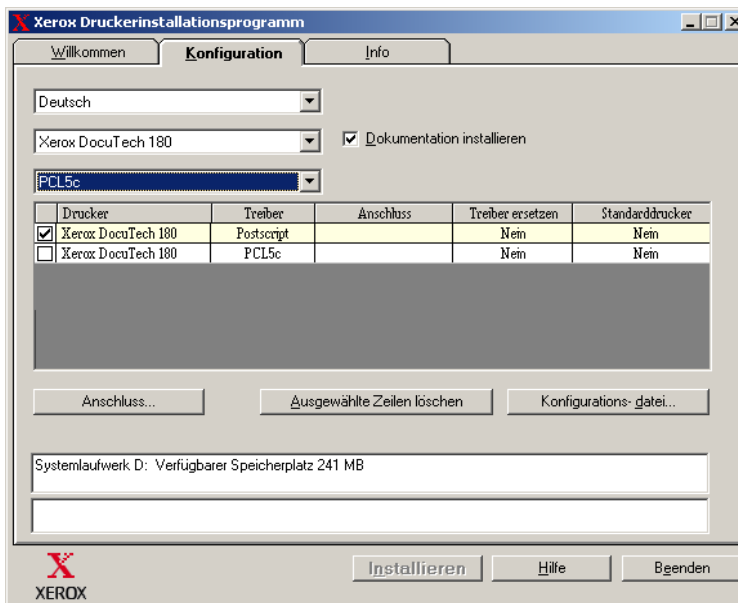 Xerox Druckerinstallationsprogramm
Willkommen Konfiguration Info
Deutsch
Xerox DocuTech 180 Dokumentation installieren
PCL5c
Drucker Treiber Anschluss Treiber ersetzen Standarddrucker
Xerox DocuTech 180 Postscript Nein Nein
Xerox DocuTech 180 PCL5c Nein Nein
Anschluss... Ausgewählte Zeilen löschen Konfigurations- datei...
Systemlaufwerk D: Verfügbarer Speicherplatz 241 MB
Installieren Hilfe Beenden
XEROX